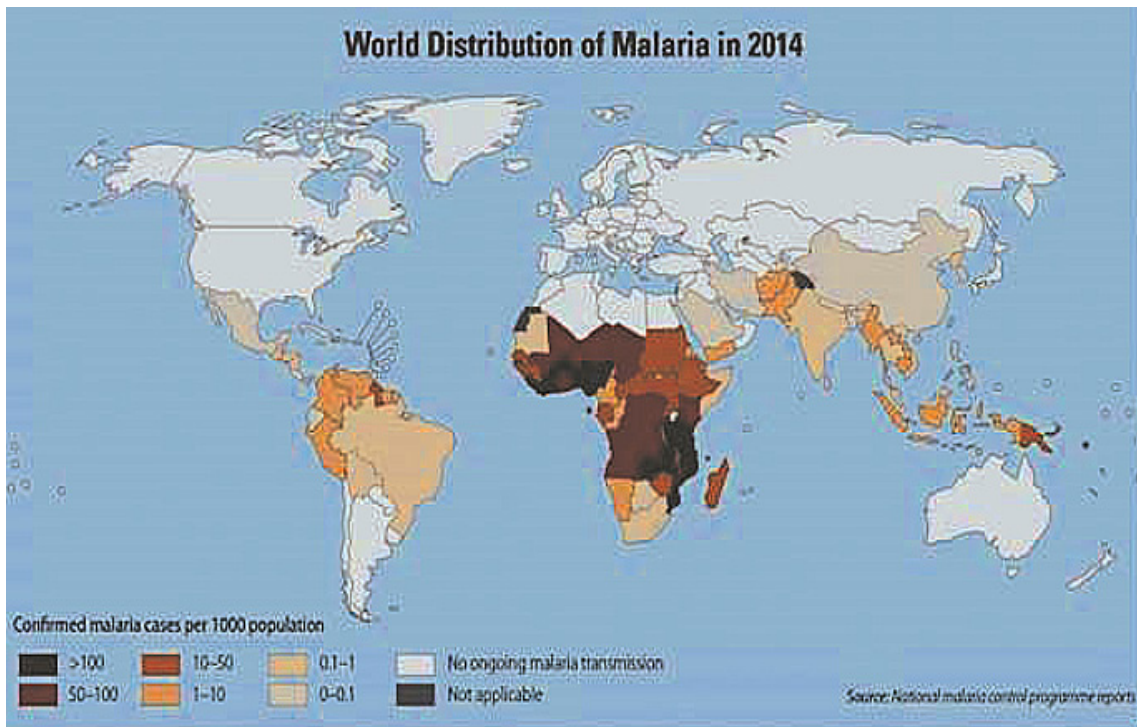 World Distribution of Malaria in 2014
Confirmed malaria cases per 1000 population
>100
10–50
0.1–1
No ongoing malaria transmission
50–100
1–10
0–0.1
Not applicable
Source: National malaria control programme reports